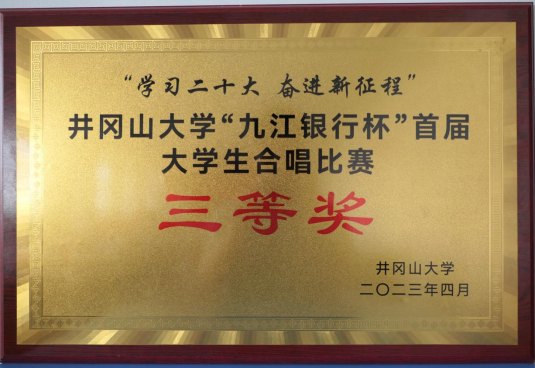 “学习二十大 奋进新征程”
井冈山大学“九江银行杯”首届
大学生合唱比赛
三等奖
井冈山大学
二〇二三年四月